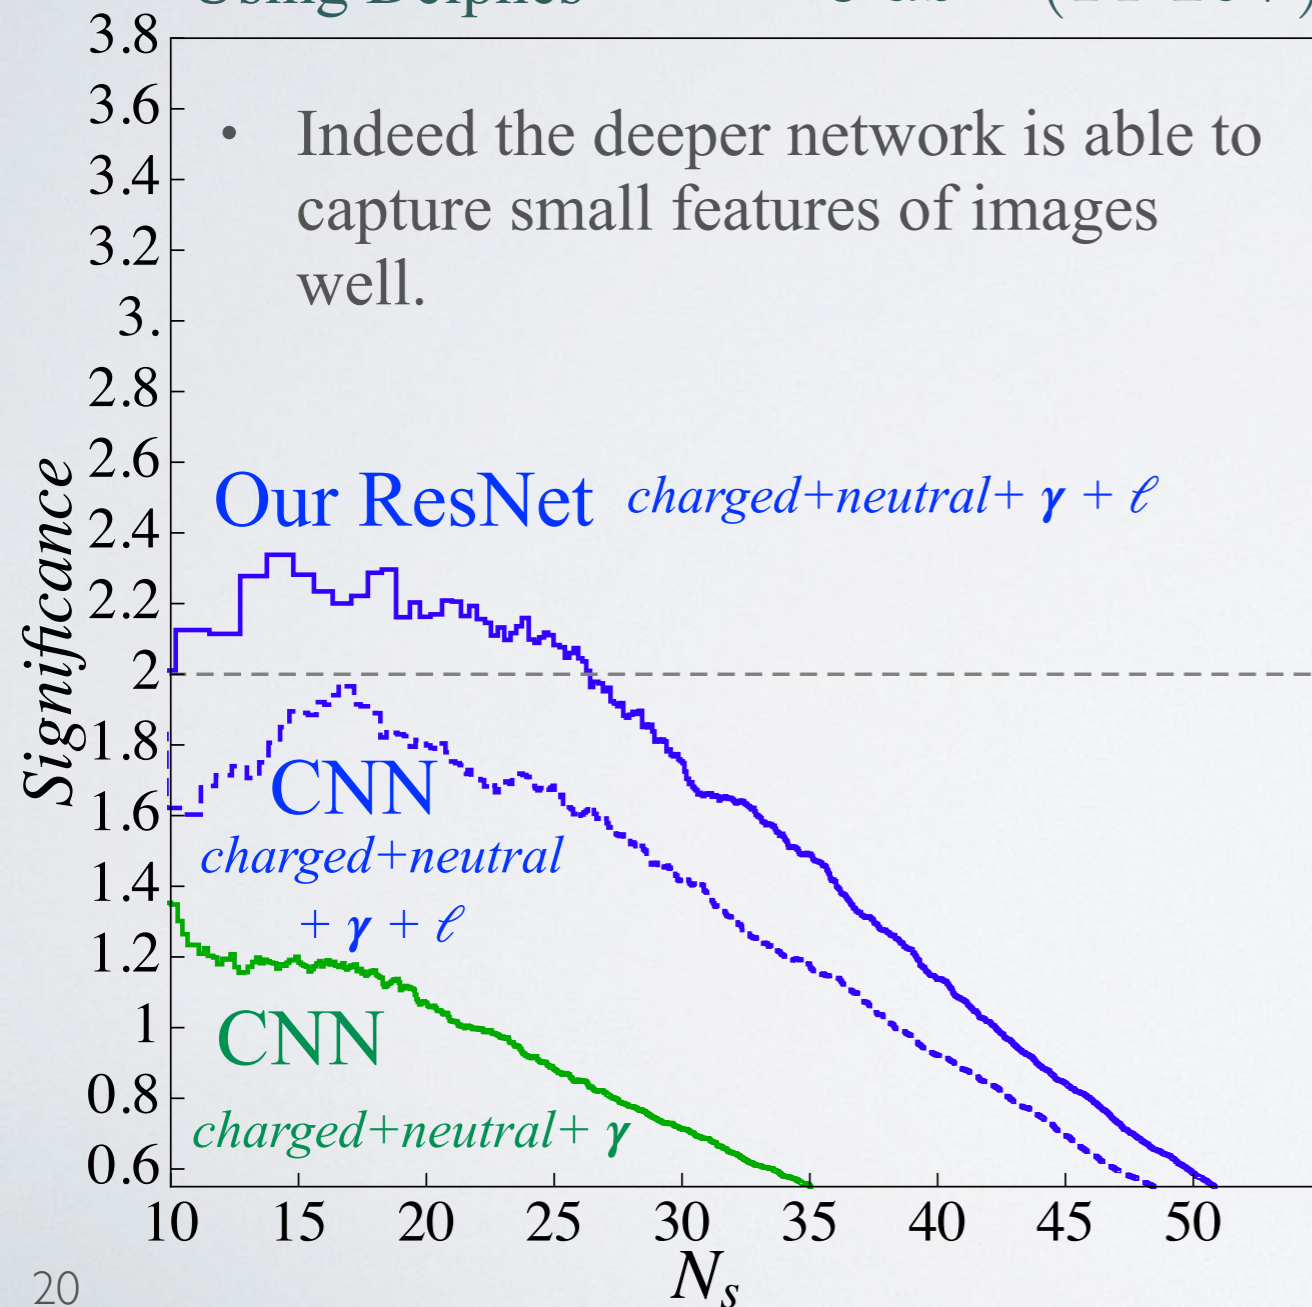 Using Delphes
3.8
• Indeed the deeper network is able to
capture small features of images
well.
3.6
3.4
3.2
3.
2.8
2.6
2.4
2.2
2
1.8
1.6
1.4
1.2
1
0.8
0.6
Significance
Our ResNet charged+neutral+ γ + ℓ
CNN
charged+neutral
+ γ + ℓ
CNN
charged+neutral+ γ
10 15 20 25 30 35 40 45 50
Ns
20